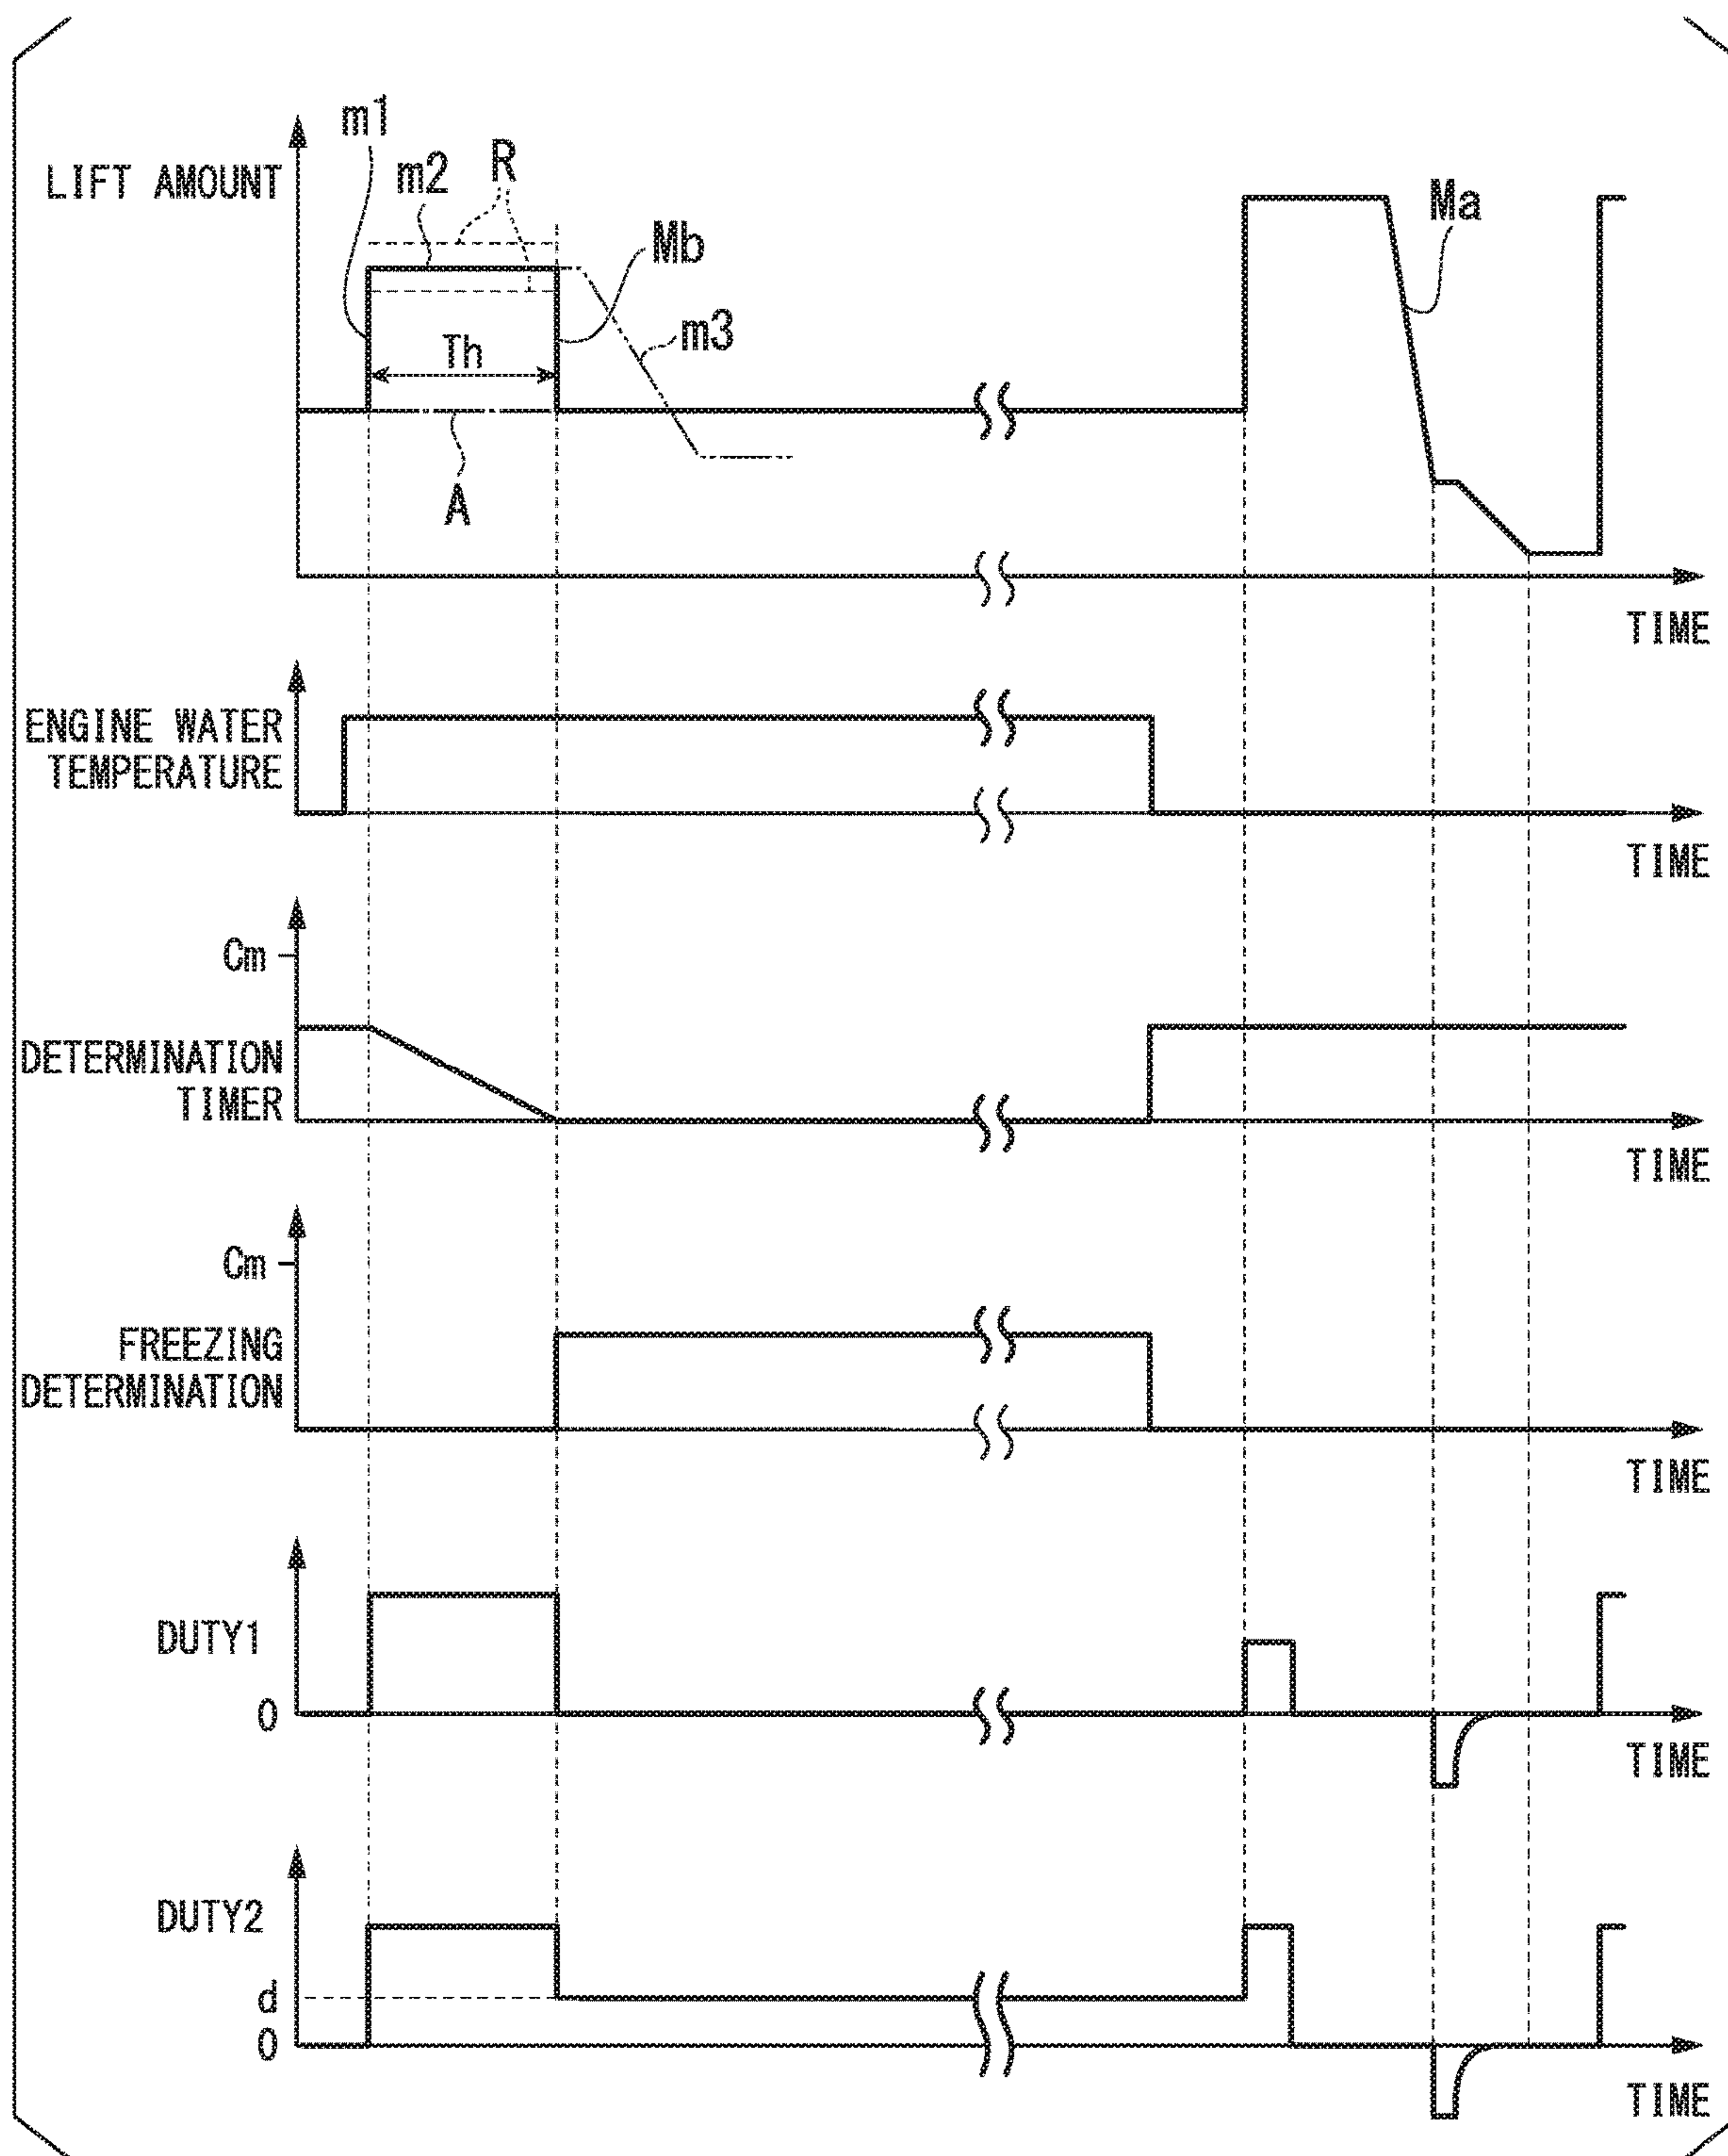 m1
m2
R
LIFT AMOUNT
Mb
Ma
m3
Th
A
TIME
ENGINE WATER
TEMPERATURE
TIME
Cm
DETERMINATION
TIMER
TIME
Cm
FREEZING
DETERMINATION
TIME
DUTY1
0
TIME
DUTY2
d
0
TIME